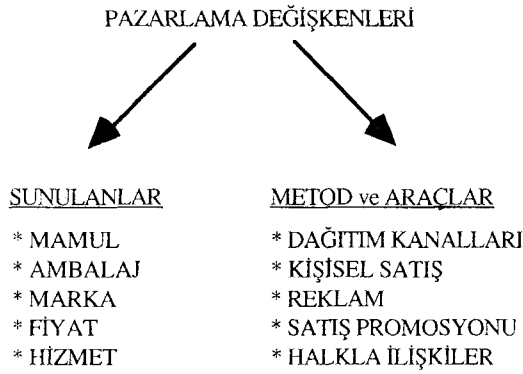 PAZARLAMA DEĞİŞKENLERİ
SUNULANLAR
* MAMUL
* AMBALAJ
* MARKA
* FİYAT
* HİZMET
METOD ve ARAÇLAR
* DAĞITIM KANALLARI
* KİŞİSEL SATIŞ
* REKLAM
* SATIŞ PROMOSYONU
* HALKLA İLİŞKİLER